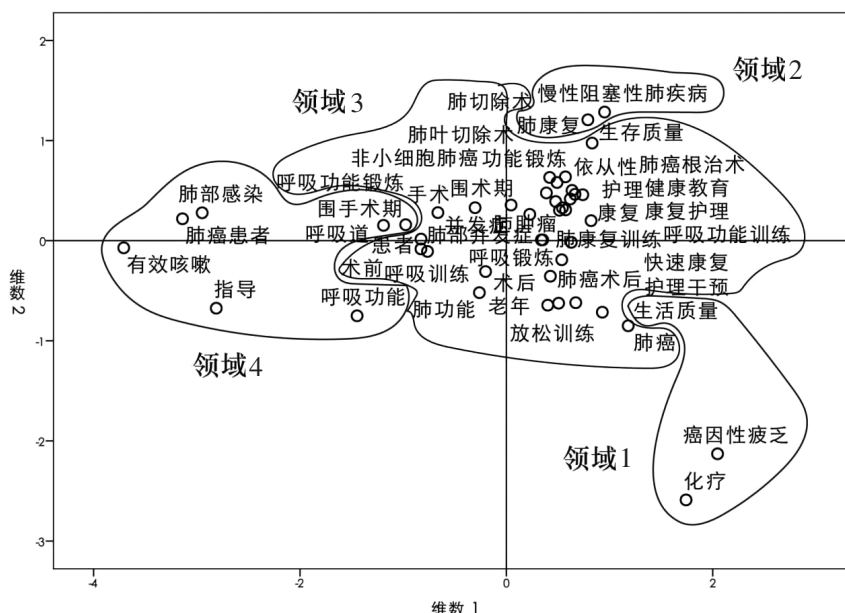 2
领域2
领域3
慢性阻塞性肺疾病
肺切除术
1
肺康复
生存质量
肺叶切除术
非小细胞肺癌 功能锻炼
依从性 肺癌根治术
呼吸功能锻炼
肺部感染
手术 围术期
护理 健康教育
围手术期
并发症 肿瘤
康复 康复护理
肺癌患者
呼吸道
0
患者 肺部并发症
肺康复训练 呼吸功能训练
有效咳嗽
术前 呼吸训练
呼吸锻炼
快速康复
指导
术后
肺癌术后
护理干预
呼吸功能
肺功能
老年
生活质量
放松训练
肺癌
-1
领域4
维数 2
-2
癌因性疲乏
领域1
化疗
-3
-4
-2
0
2
维数 1